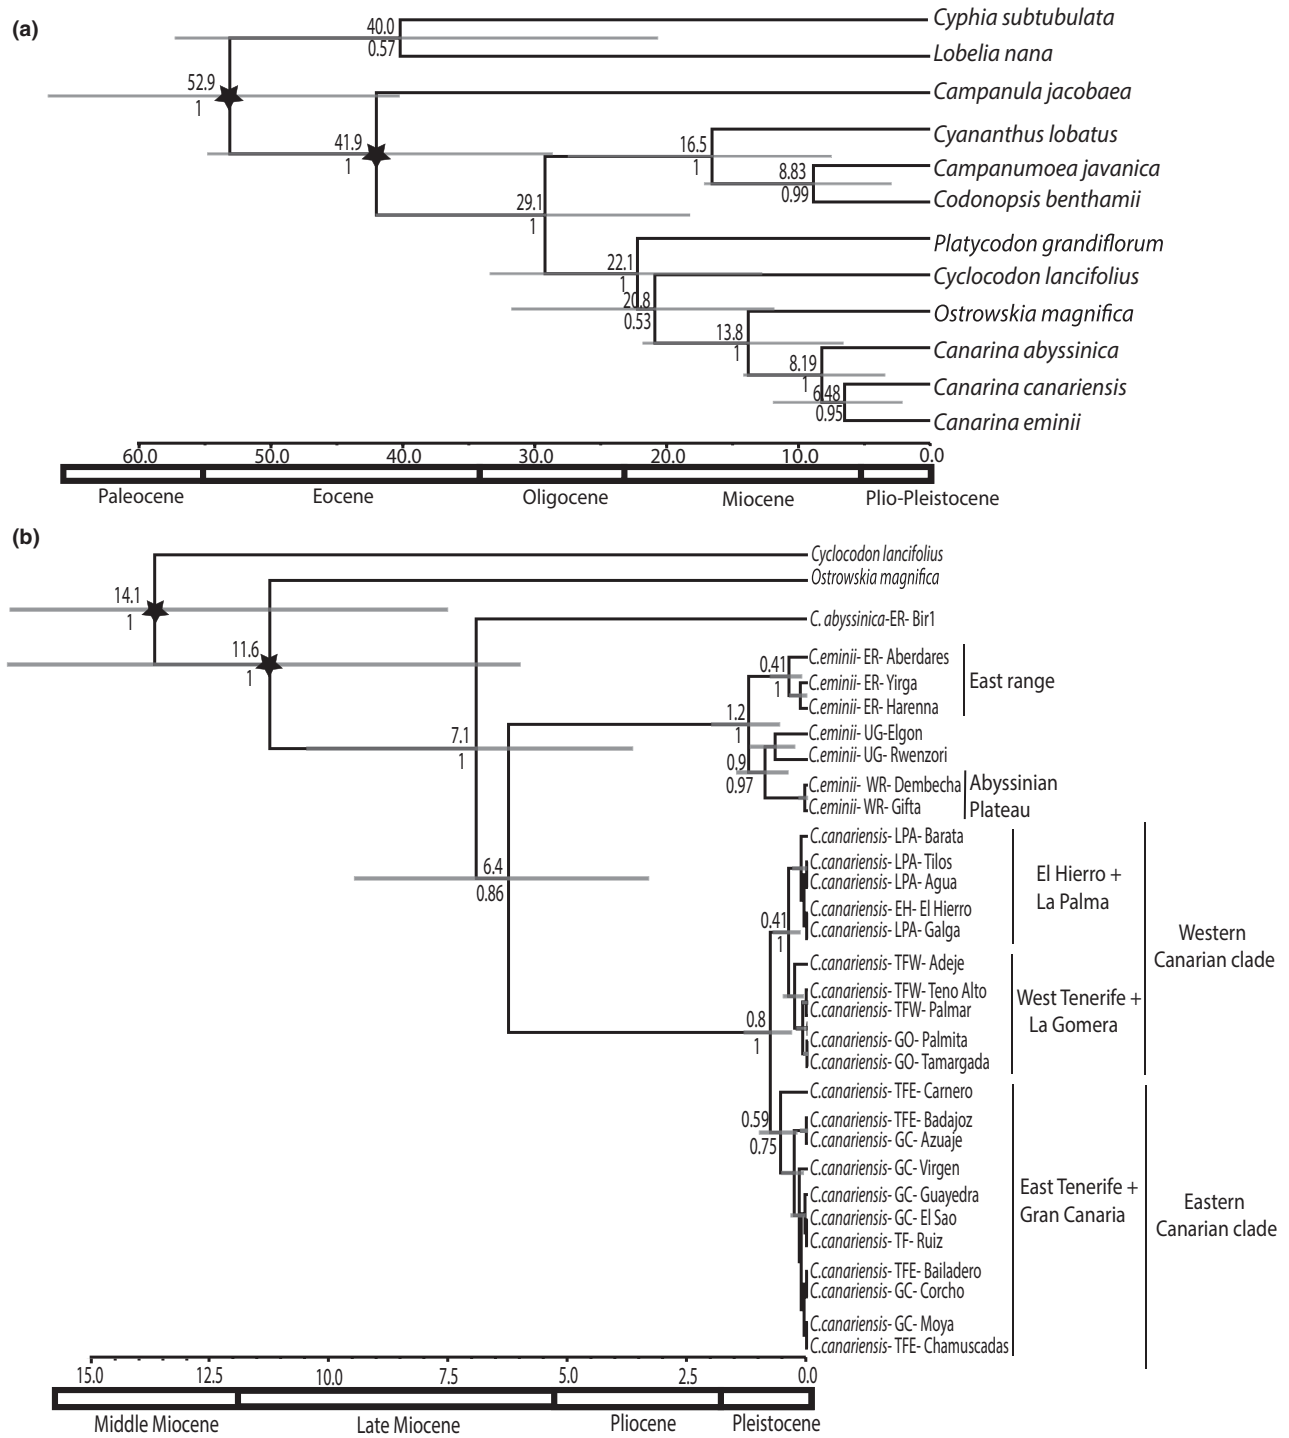 (a)
Cyphia subtubulata
40.0
0.57
Lobelia nana
52.9
1
Campanula jacobaea
41.9
1
Cyananthus lobatus
16.5
1
Campanumoea javanica
8.83
0.99
Codonopsis benthamii
29.1
1
Platycodon grandiflorum
22.1
1
Cyclocodon lancifolius
20.8
0.53
Ostrowskia magnifica
13.8
1
Canarina abyssinica
8.19
1
Canarina canariensis
6.48
0.95
Canarina eminii
60.0 50.0 40.0 30.0 20.0 10.0 0.0
Paleocene Eocene Oligocene Miocene Plio-Pleistocene
(b)
Cyclocodon lancifolius
Ostrowskia magnifica
14.1
1
C. abyssinica-ER- Bir1
11.6
1
C.eminii- ER- Aberdares
0.41
1
C.eminii- ER- Yirga
East range
C.eminii- ER- Harenna
1.2
1
C.eminii- UG-Elgon
7.1
1
C.eminii- UG- Rwenzori
0.9
0.97
C.eminii- WR- Dembecha
Abyssinian
Plateau
C.eminii- WR- Gifta
C.canariensis- LPA- Barata
C.canariensis- LPA- Tilos
6.4
0.86
C.canariensis- LPA- Agua
El Hierro +
La Palma
C.canariensis- EH- El Hierro
0.41
1
C.canariensis- LPA- Galga
Western
Canarian clade
C.canariensis- TFW- Adeje
C.canariensis- TFW- Teno Alto
West Tenerife +
La Gomera
C.canariensis- TFW- Palmar
0.8
1
C.canariensis- GO- Palmita
C.canariensis- GO- Tamargada
C.canariensis- TFE- Carnero
0.59
0.75
C.canariensis- TFE- Badajoz
C.canariensis- GC- Azuaje
C.canariensis- GC- Virgen
East Tenerife +
Gran Canaria
C.canariensis- GC- Guayedra
Eastern
Canarian clade
C.canariensis- GC- El Sao
C.canariensis- TF- Ruiz
C.canariensis- TFE- Bailadero
C.canariensis- GC- Corcho
C.canariensis- GC- Moya
C.canariensis- TFE- Chamuscadas
15.0 12.5 10.0 7.5 5.0 2.5 0.0
Middle Miocene Late Miocene Pliocene Pleistocene